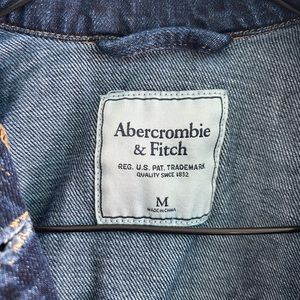 Abercrombie
& Fitch
REG. U.S. PAT. TRADEMARK
QUALITY SINCE 1892
M
MADE IN CHINA